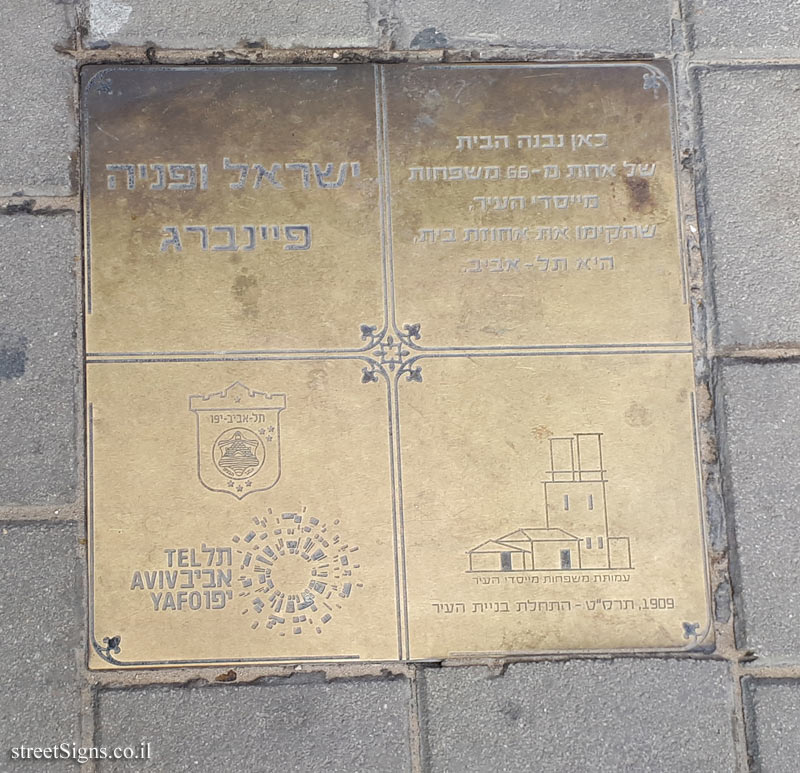 כאן נבנה הבית
של אחת מ-66 משפחות
מייסדי העיר,
שהקימו את אחוזת בית,
היא תל-אביב.
ישראל ופניה
פיינברג
תל-אביב-יפו
תל TEL
אביב AVIV
יפו YAFO
עמותת משפחות מייסדי העיר
1909, תרס"ט - התחלת בניית העיר
streetSigns.co.il